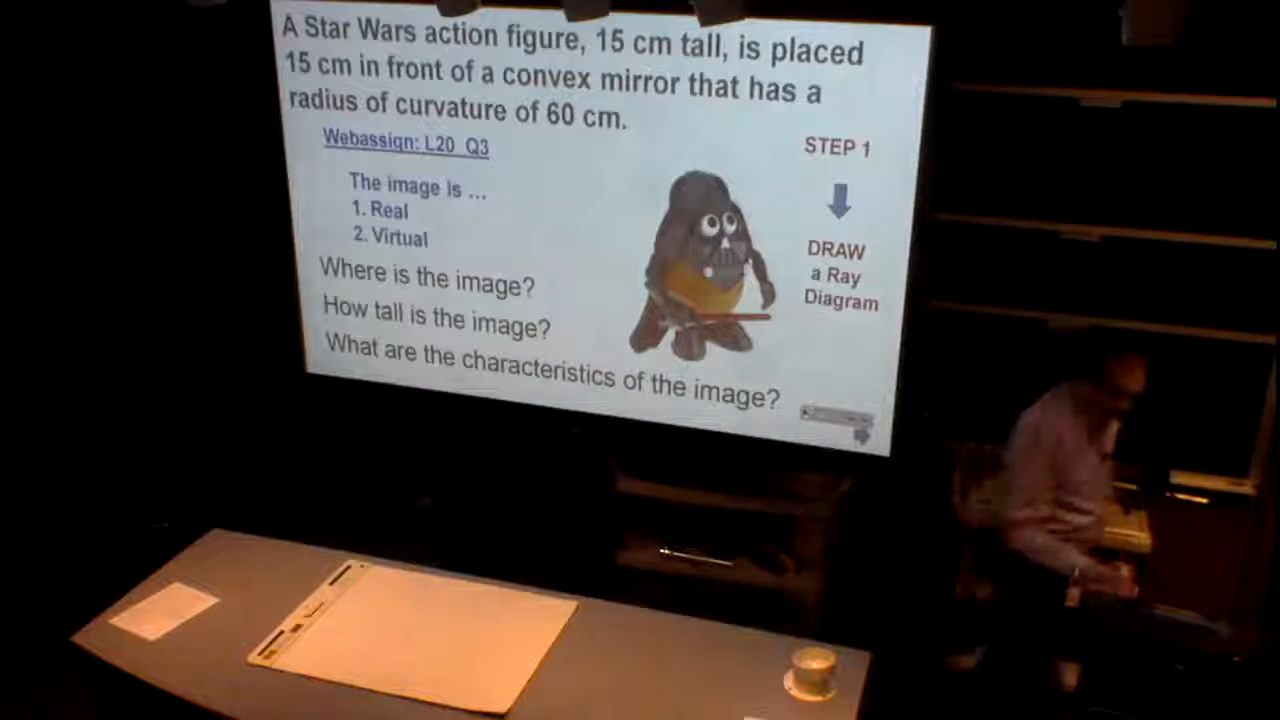 A Star Wars action figure, 15 cm tall, is placed
15 cm in front of a convex mirror that has a
radius of curvature of 60 cm.
Webassign: L20_Q3
The image is ...
1. Real
2. Virtual
Where is the image?
How tall is the image?
What are the characteristics of the image?
STEP 1
DRAW
a Ray
Diagram